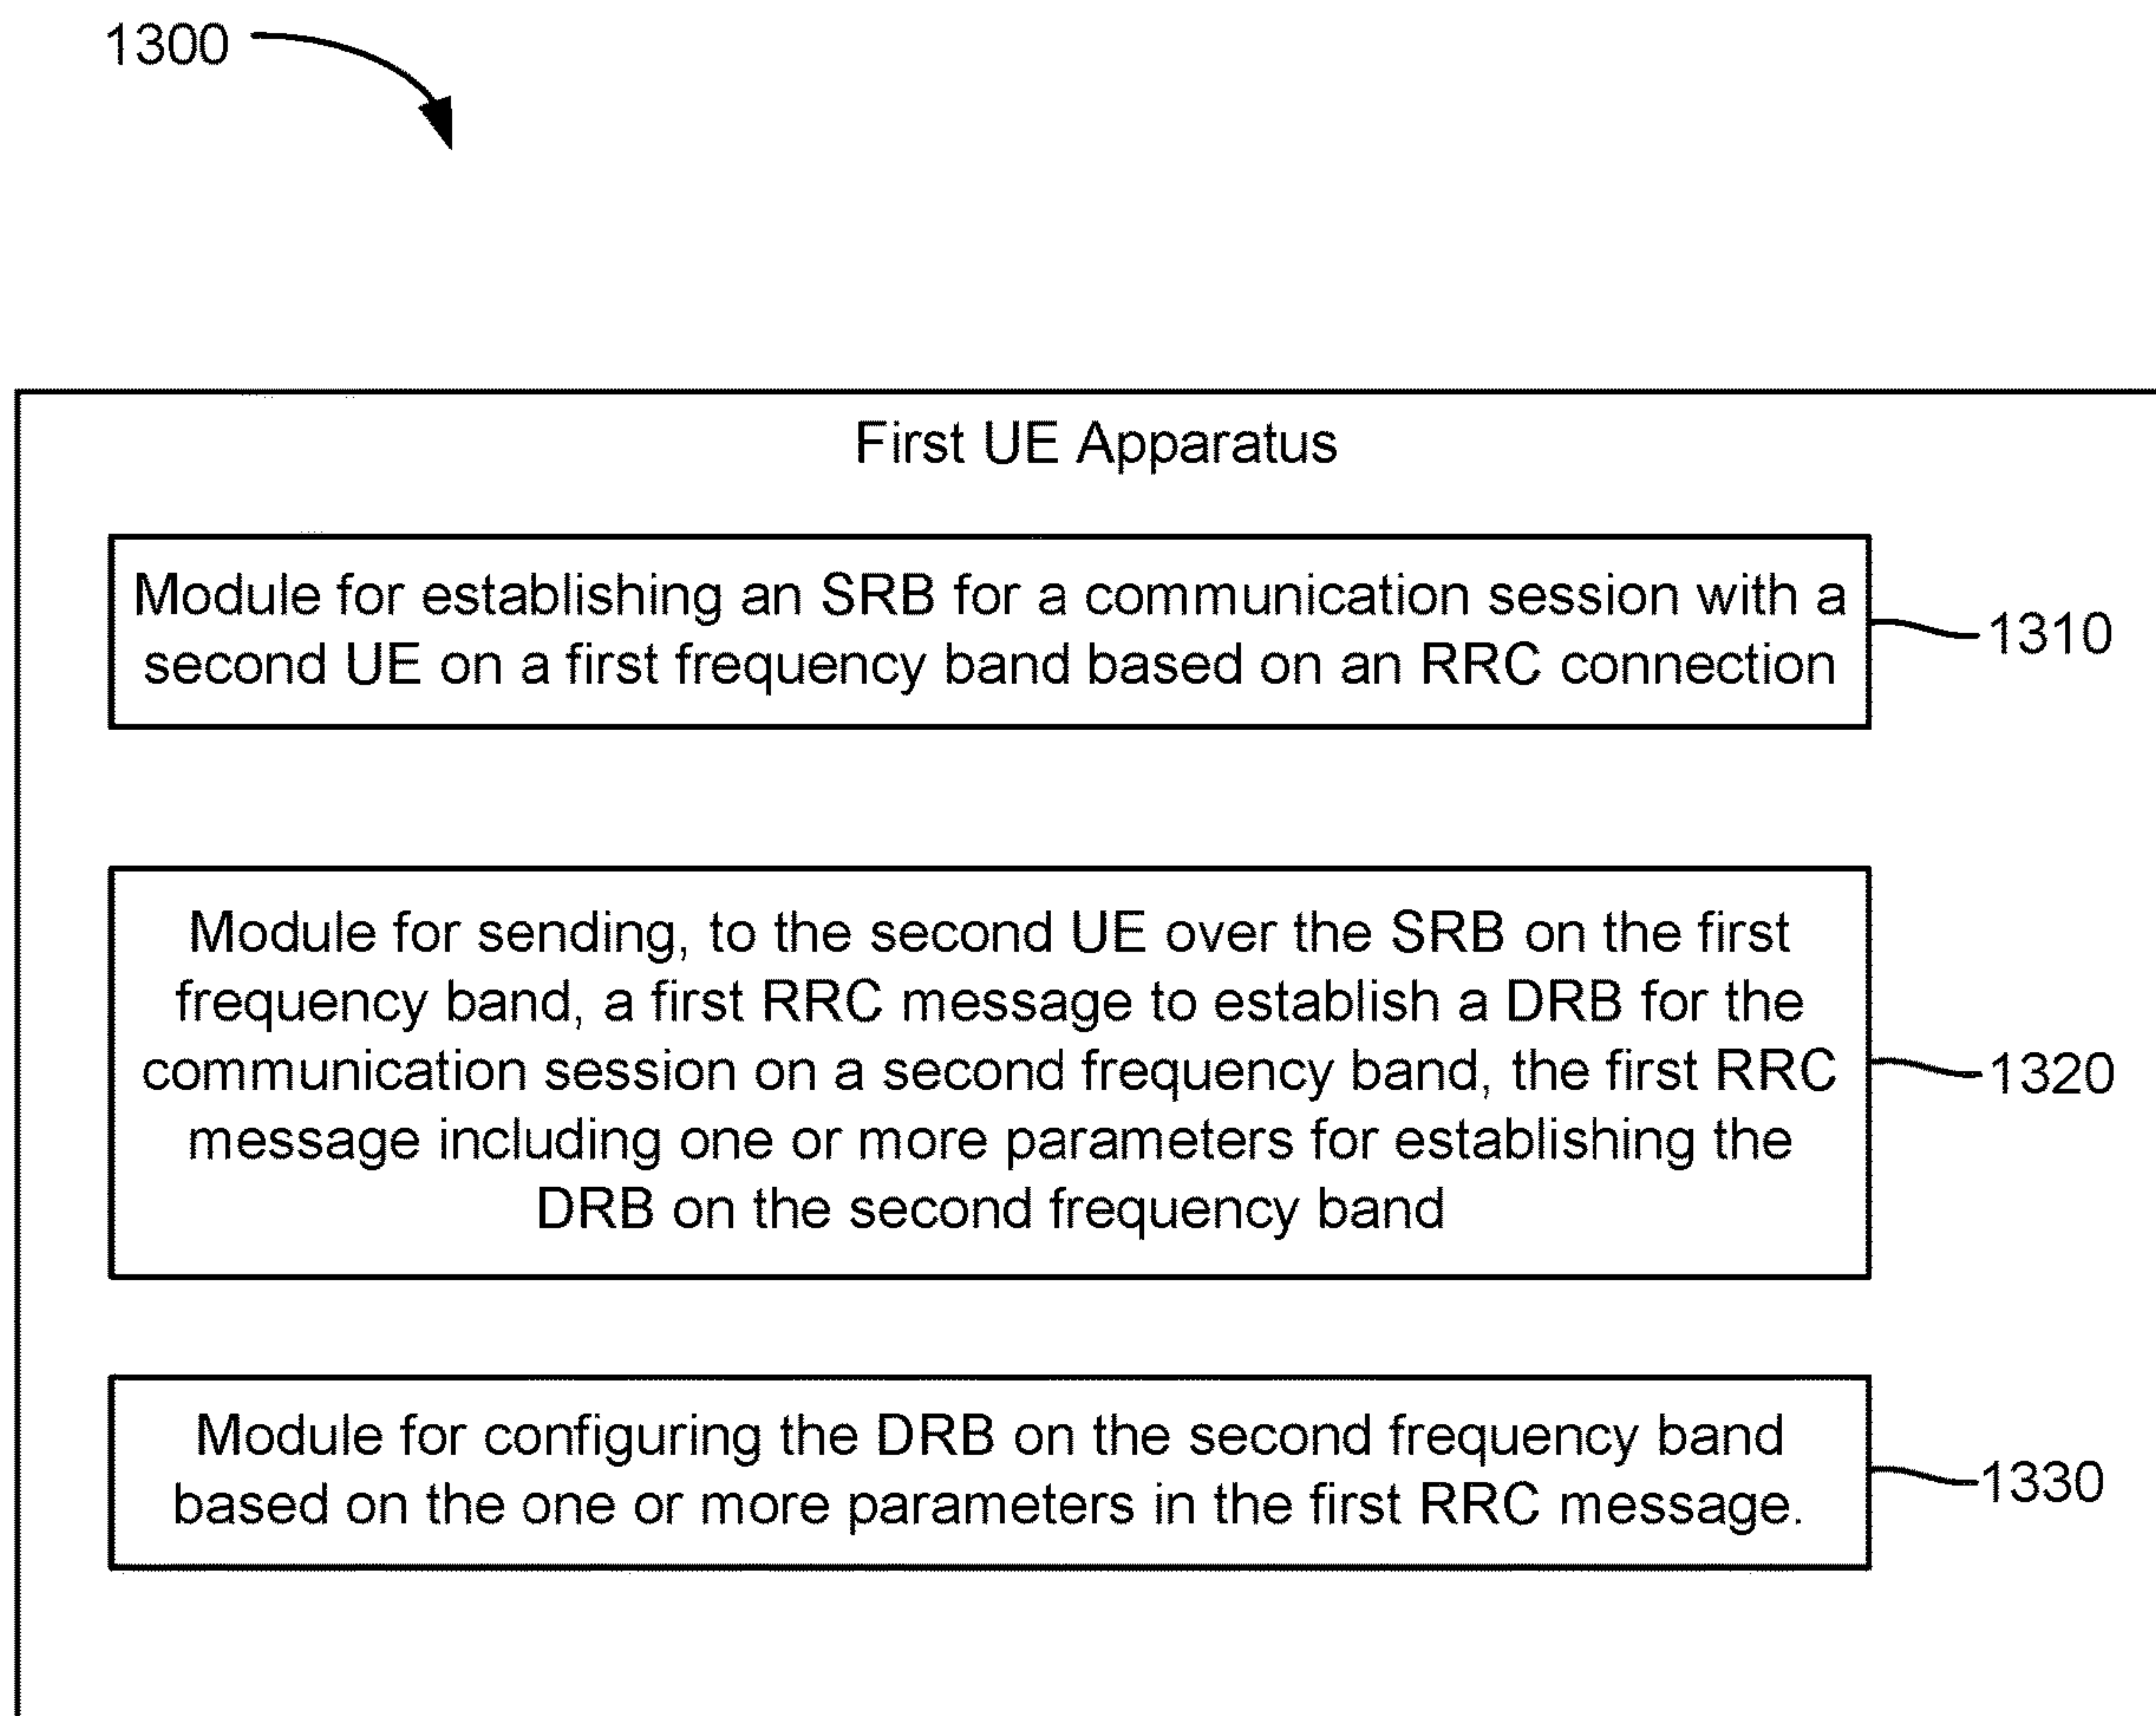 1300
First UE Apparatus
Module for establishing an SRB for a communication session with a
second UE on a first frequency band based on an RRC connection
1310
Module for sending, to the second UE over the SRB on the first
frequency band, a first RRC message to establish a DRB for the
communication session on a second frequency band, the first RRC
message including one or more parameters for establishing the
DRB on the second frequency band
1320
Module for configuring the DRB on the second frequency band
based on the one or more parameters in the first RRC message.
1330